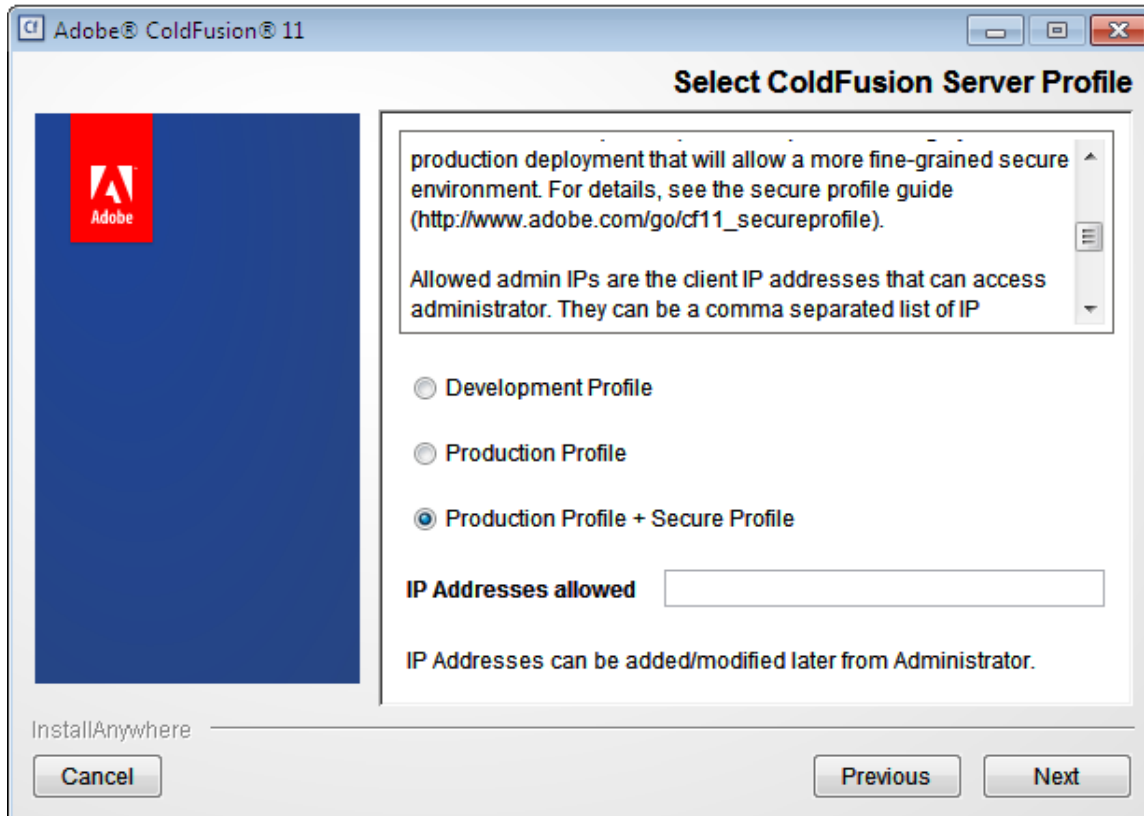 Adobe® ColdFusion® 11
Select ColdFusion Server Profile
Adobe
production deployment that will allow a more fine-grained secure
environment. For details, see the secure profile guide
(http://www.adobe.com/go/cf11_secureprofile).
Allowed admin IPs are the client IP addresses that can access
administrator. They can be a comma separated list of IP
Development Profile
Production Profile
Production Profile + Secure Profile
IP Addresses allowed
IP Addresses can be added/modified later from Administrator.
InstallAnywhere
Cancel
Previous
Next